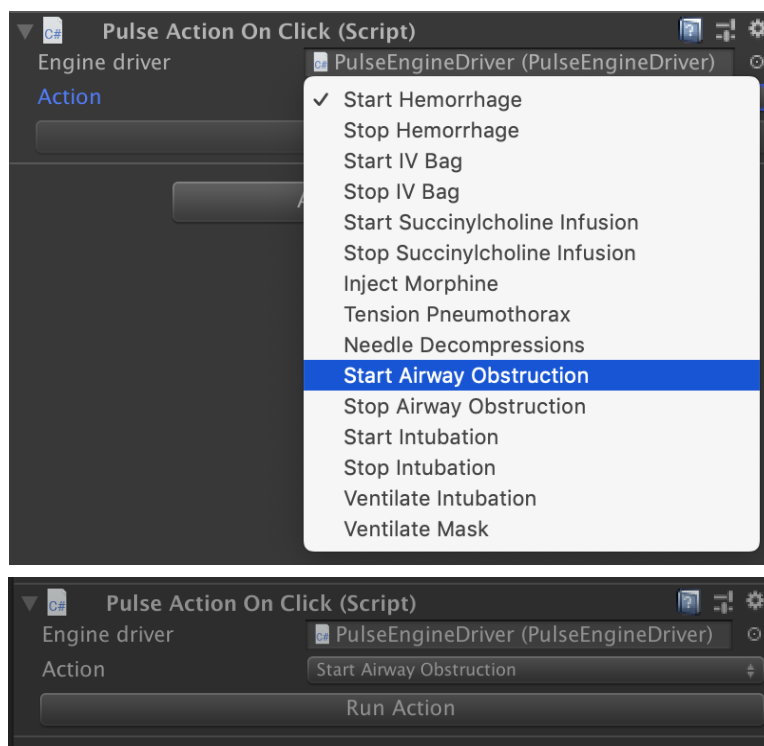 C# Pulse Action On Click (Script)
Engine driver C# PulseEngineDriver (PulseEngineDriver)
Action
✓ Start Hemorrhage
Stop Hemorrhage
Start IV Bag
Stop IV Bag
Start Succinylcholine Infusion
Stop Succinylcholine Infusion
Inject Morphine
Tension Pneumothorax
Needle Decompressions
Start Airway Obstruction
Stop Airway Obstruction
Start Intubation
Stop Intubation
Ventilate Intubation
Ventilate Mask
C# Pulse Action On Click (Script)
Engine driver C# PulseEngineDriver (PulseEngineDriver)
Action Start Airway Obstruction
Run Action